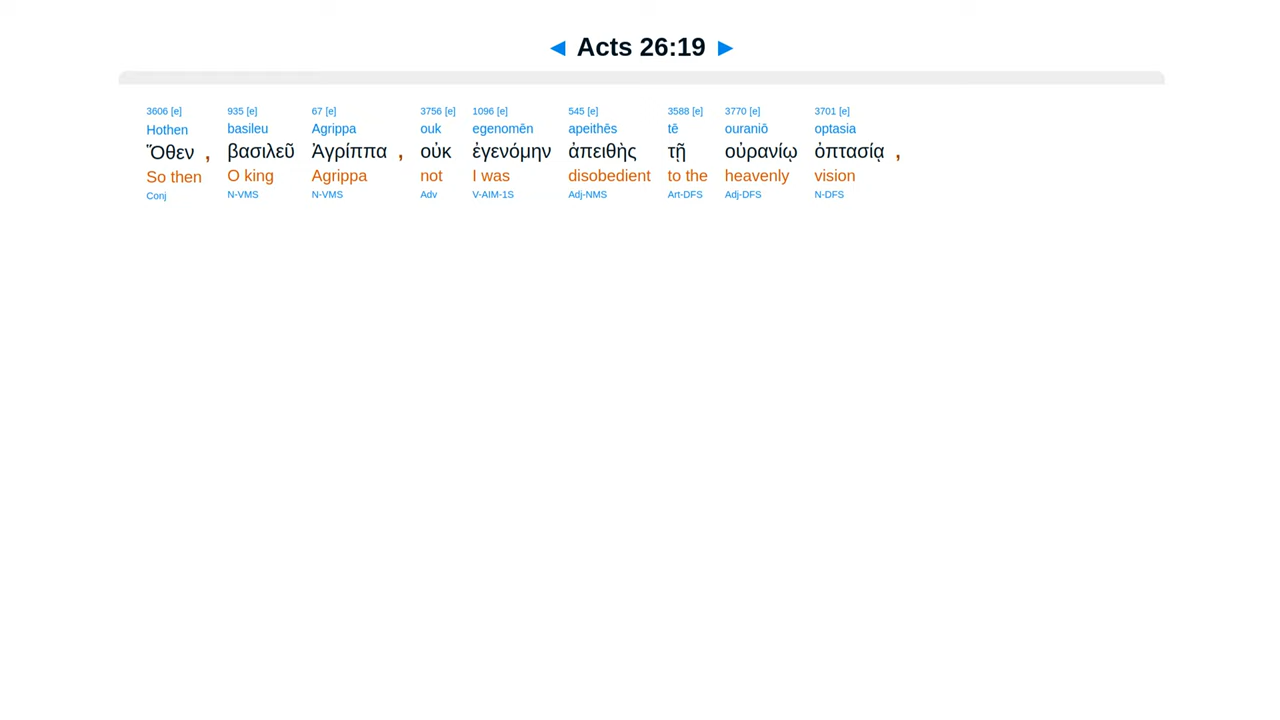 ◄ Acts 26:19 ►
3606 [e] 935 [e] 67 [e] 3756 [e] 1096 [e] 545 [e] 3588 [e] 3770 [e] 3701 [e]
Hothen basileu Agrippa ouk egenomēn apeithēs tē ouraniō optasia
Ὅθεν , βασιλεῦ Ἀγρίππα , οὐκ ἐγενόμην ἀπειθὴς τῇ οὐρανίῳ ὀπτασίᾳ ,
So then O king Agrippa not I was disobedient to the heavenly vision
Conj N-VMS N-VMS Adv V-AIM-1S Adj-NMS Art-DFS Adj-DFS N-DFS